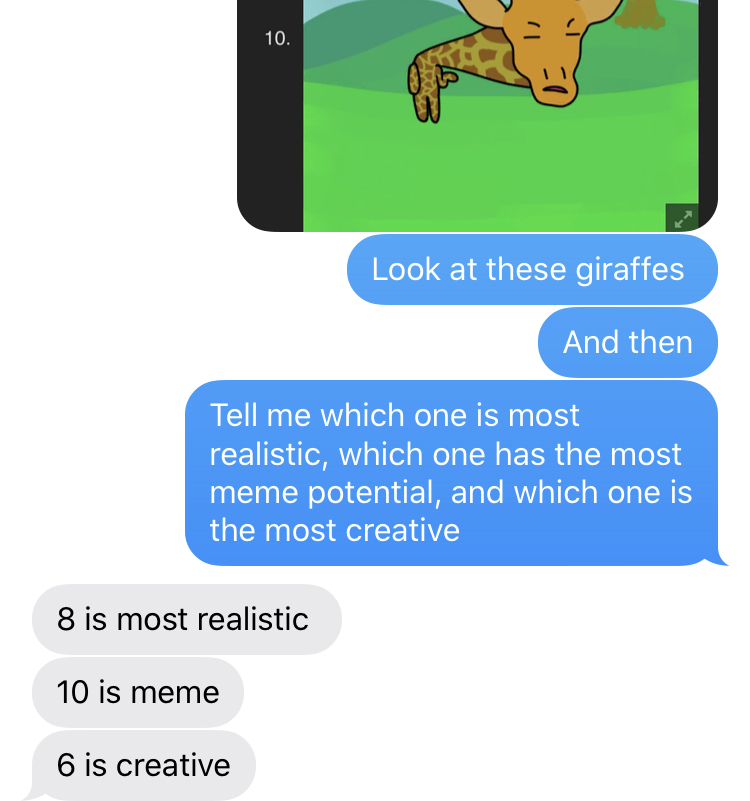 10.
Look at these giraffes
And then
Tell me which one is most
realistic, which one has the most
meme potential, and which one is
the most creative
8 is most realistic
10 is meme
6 is creative